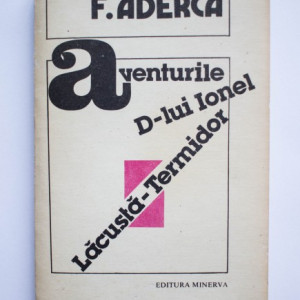 F. ADERCA
aventurile
D-lui Ionel
Lăcustă-Termidor
EDITURA MINERVA